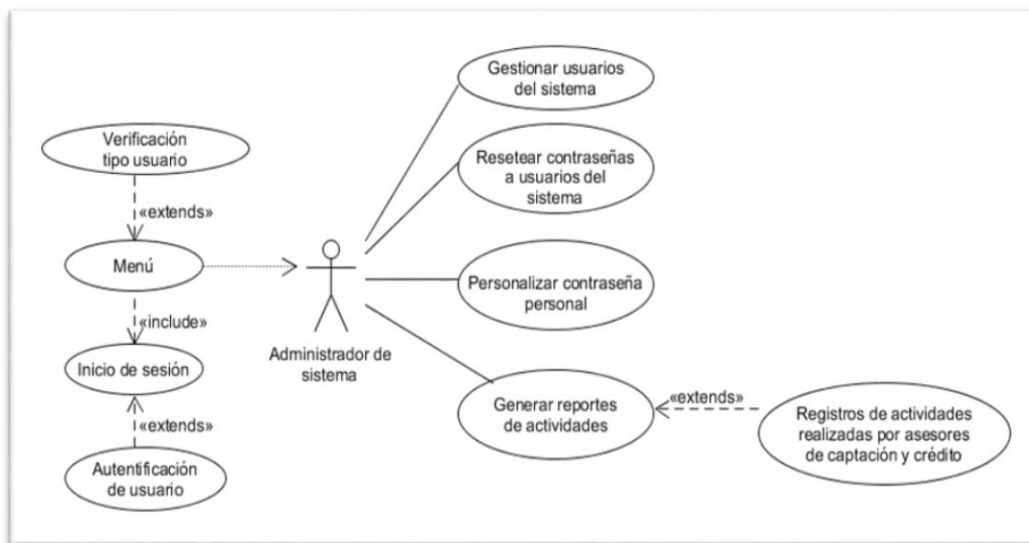 Gestionar usuarios
del sistema
Verificación
tipo usuario
Resetear contraseñas
a usuarios del
sistema
«extends»
Menú
Personalizar contraseña
personal
«include»
Administrador de
sistema
Inicio de sesión
«extends»
Generar reportes
de actividades
«extends»
Registros de actividades
realizadas por asesores
de captación y crédito
Autentificación
de usuario